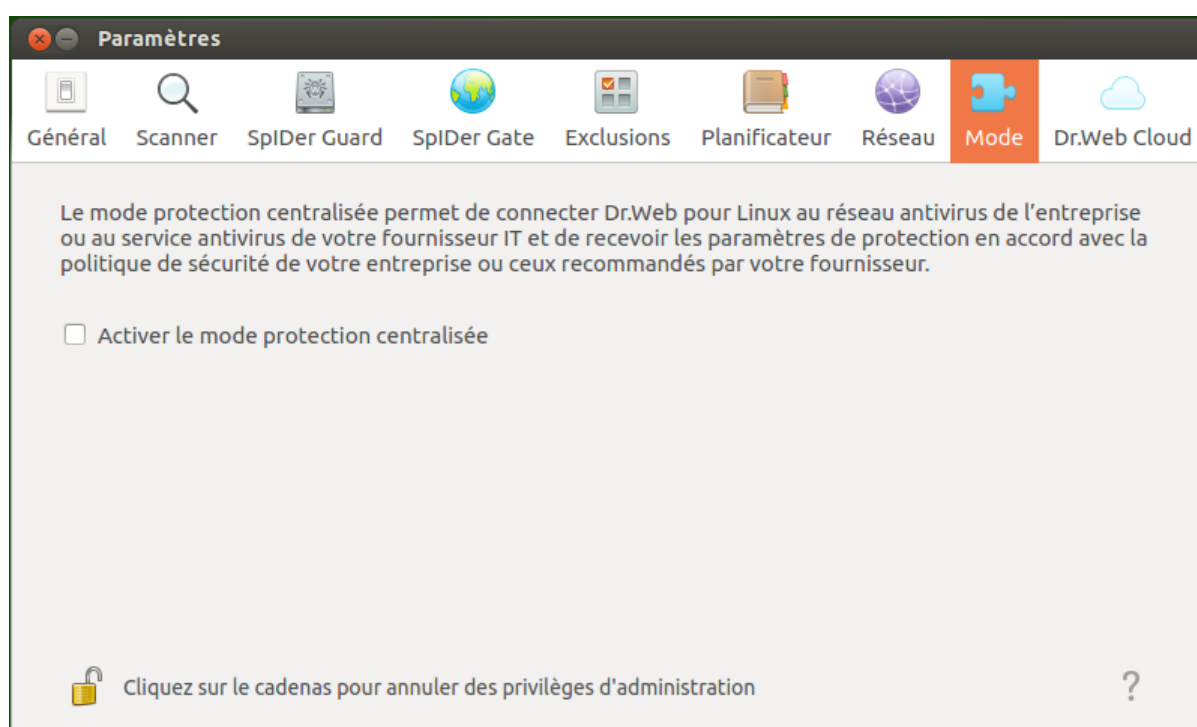 Paramètres
Général Scanner SpIDer Guard SpIDer Gate Exclusions Planificateur Réseau Mode Dr.Web Cloud
Le mode protection centralisée permet de connecter Dr.Web pour Linux au réseau antivirus de l’entreprise
ou au service antivirus de votre fournisseur IT et de recevoir les paramètres de protection en accord avec la
politique de sécurité de votre entreprise ou ceux recommandés par votre fournisseur.
Activer le mode protection centralisée
Cliquez sur le cadenas pour annuler des privilèges d'administration
?